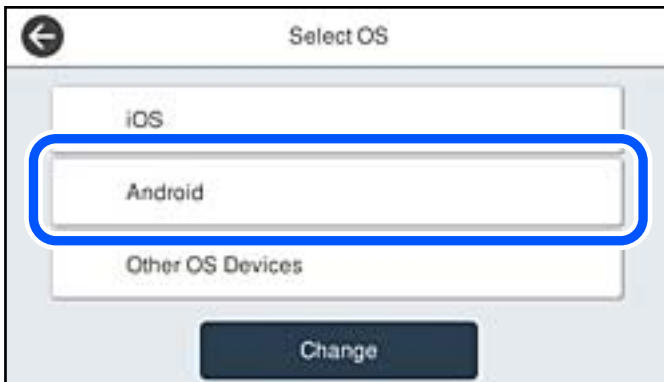 Select OS
iOS
Android
Other OS Devices
Change